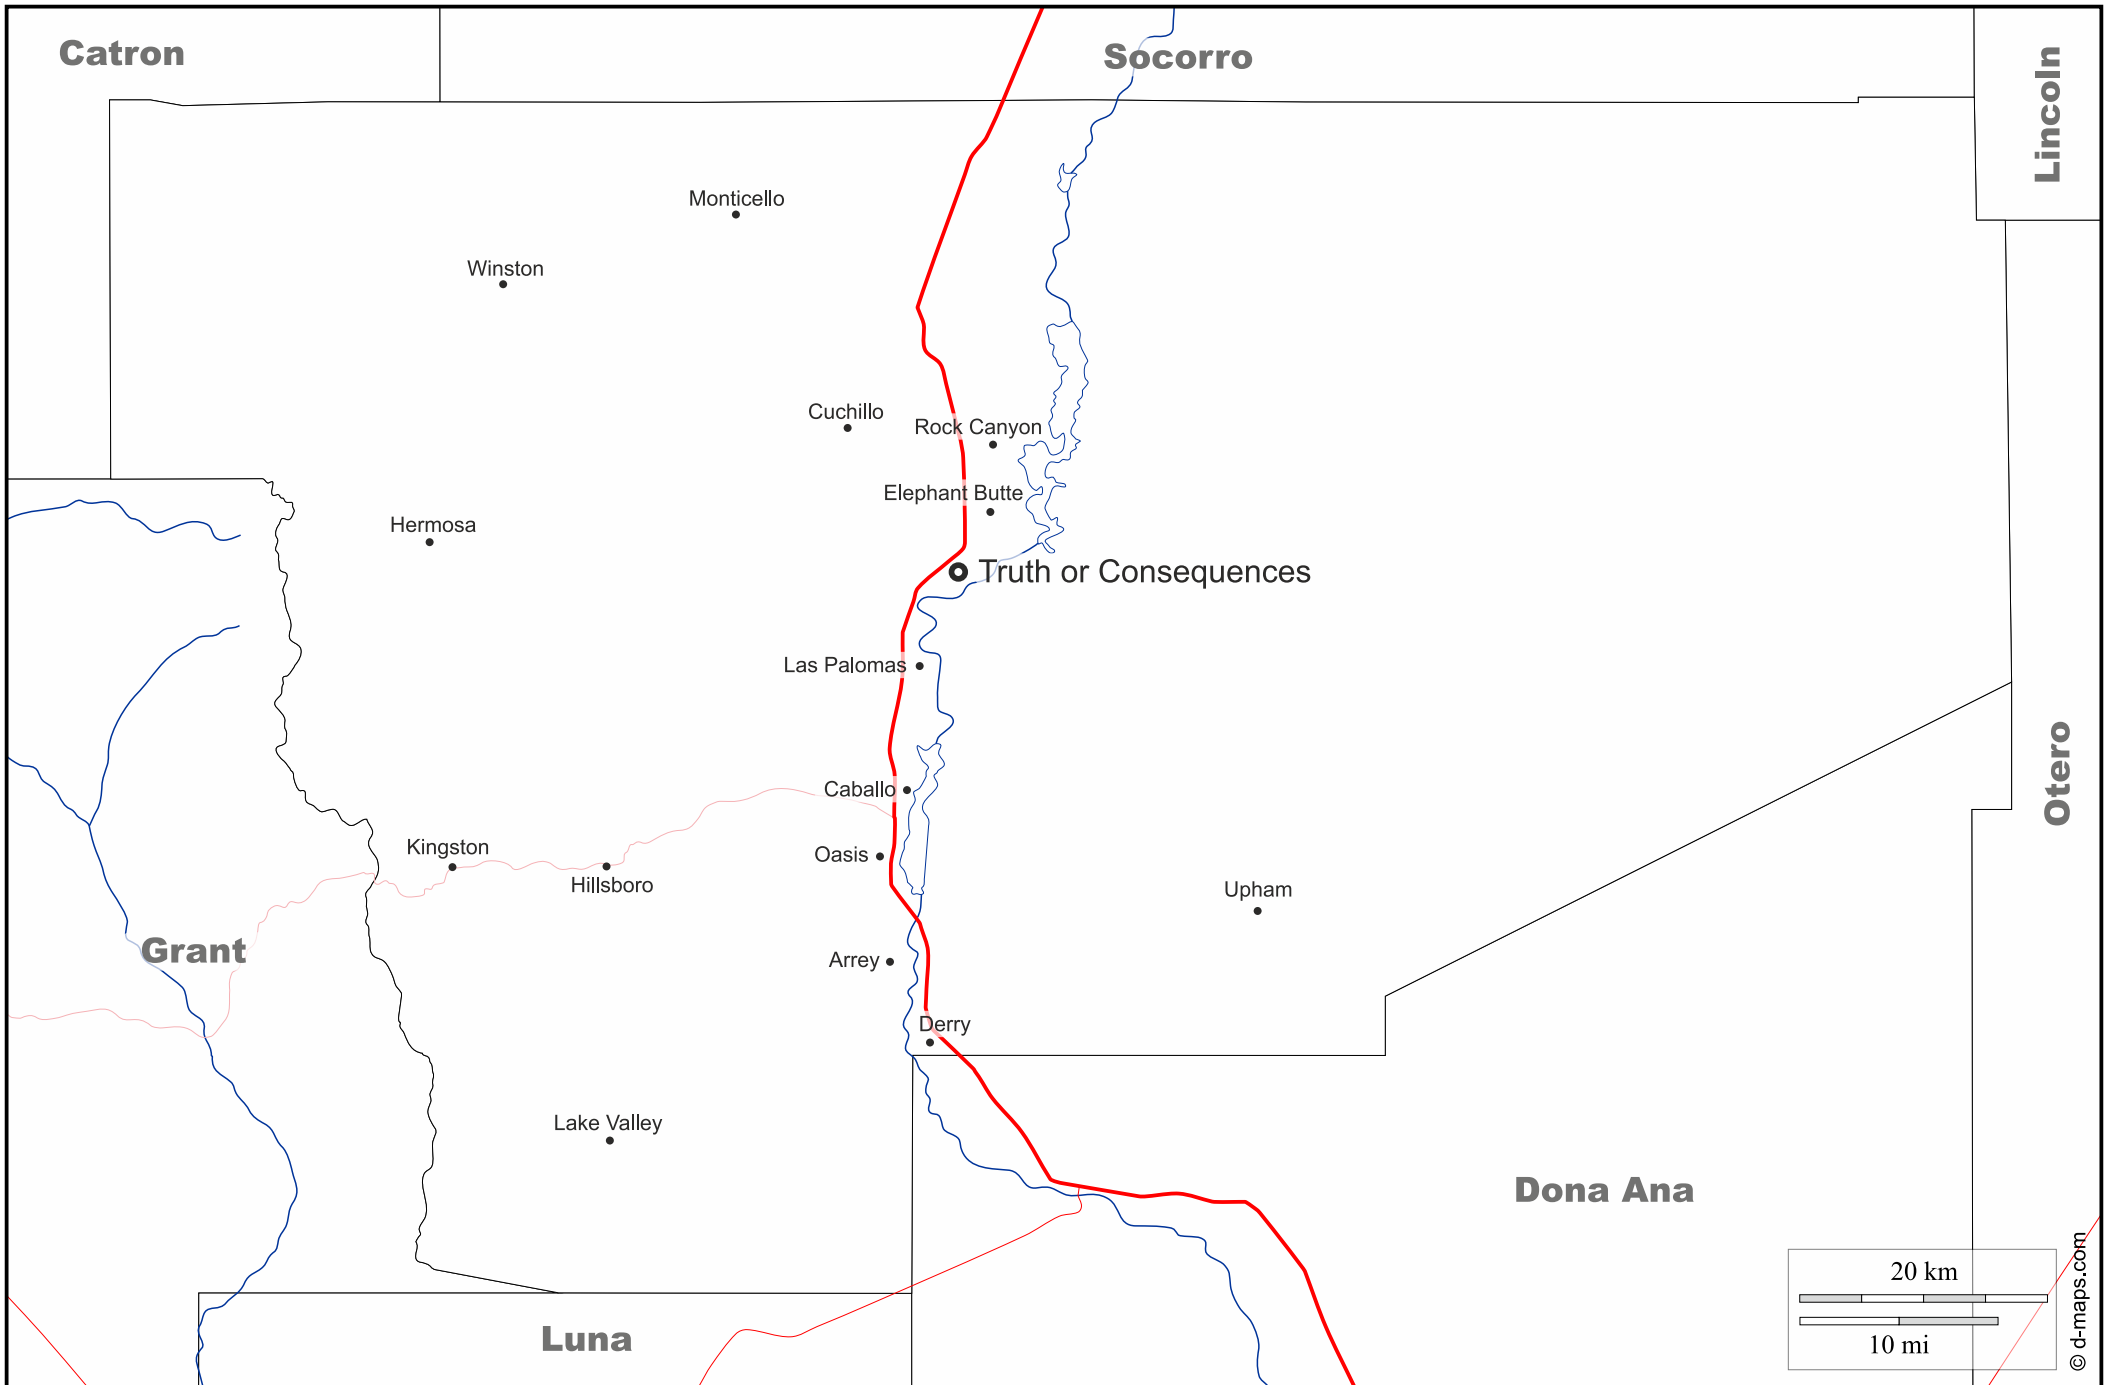 Catron
Socorro
Lincoln
Monticello
Winston
Cuchillo
Rock Canyon
Elephant Butte
Hermosa
Truth or Consequences
Las Palomas
Caballo
Otero
Kingston
Oasis
Hillsboro
Upham
Grant
Arrey
Derry
Lake Valley
Dona Ana
20 km
10 mi
Luna
© d-maps.com